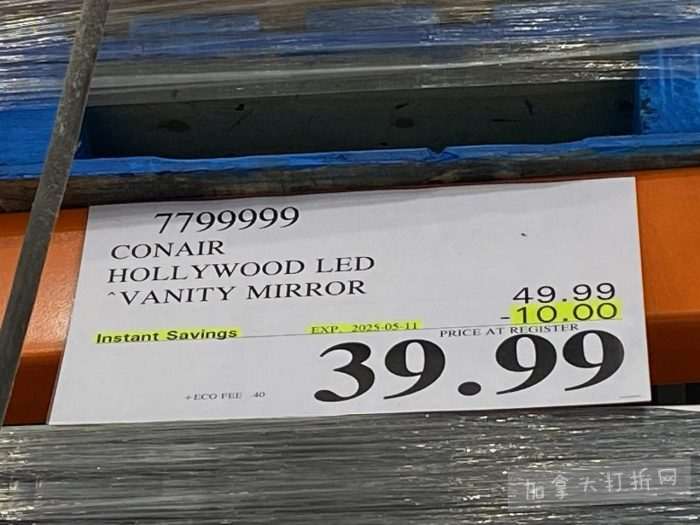 7799999
CONAIR
HOLLYWOOD LED
^VANITY MIRROR
49.99
-10.00
Instant Savings
EXP. 2025-05-11
PRICE AT REGISTER
39.99
+ECO FEE .40
加拿大打折网